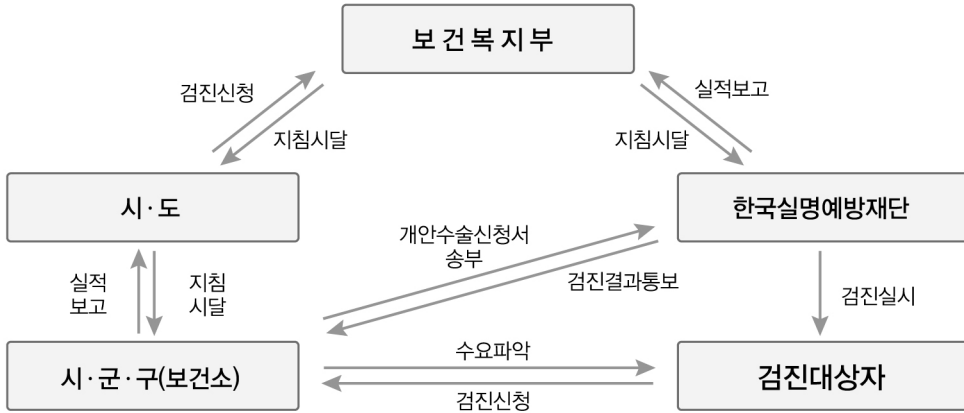 보건복지부
검진신청
지침시달
실적보고
지침시달
시·도
한국실명예방재단
실적
보고
지침
시달
개안수술신청서
송부
검진결과통보
검진실시
시·군·구(보건소)
수요파악
검진신청
검진대상자